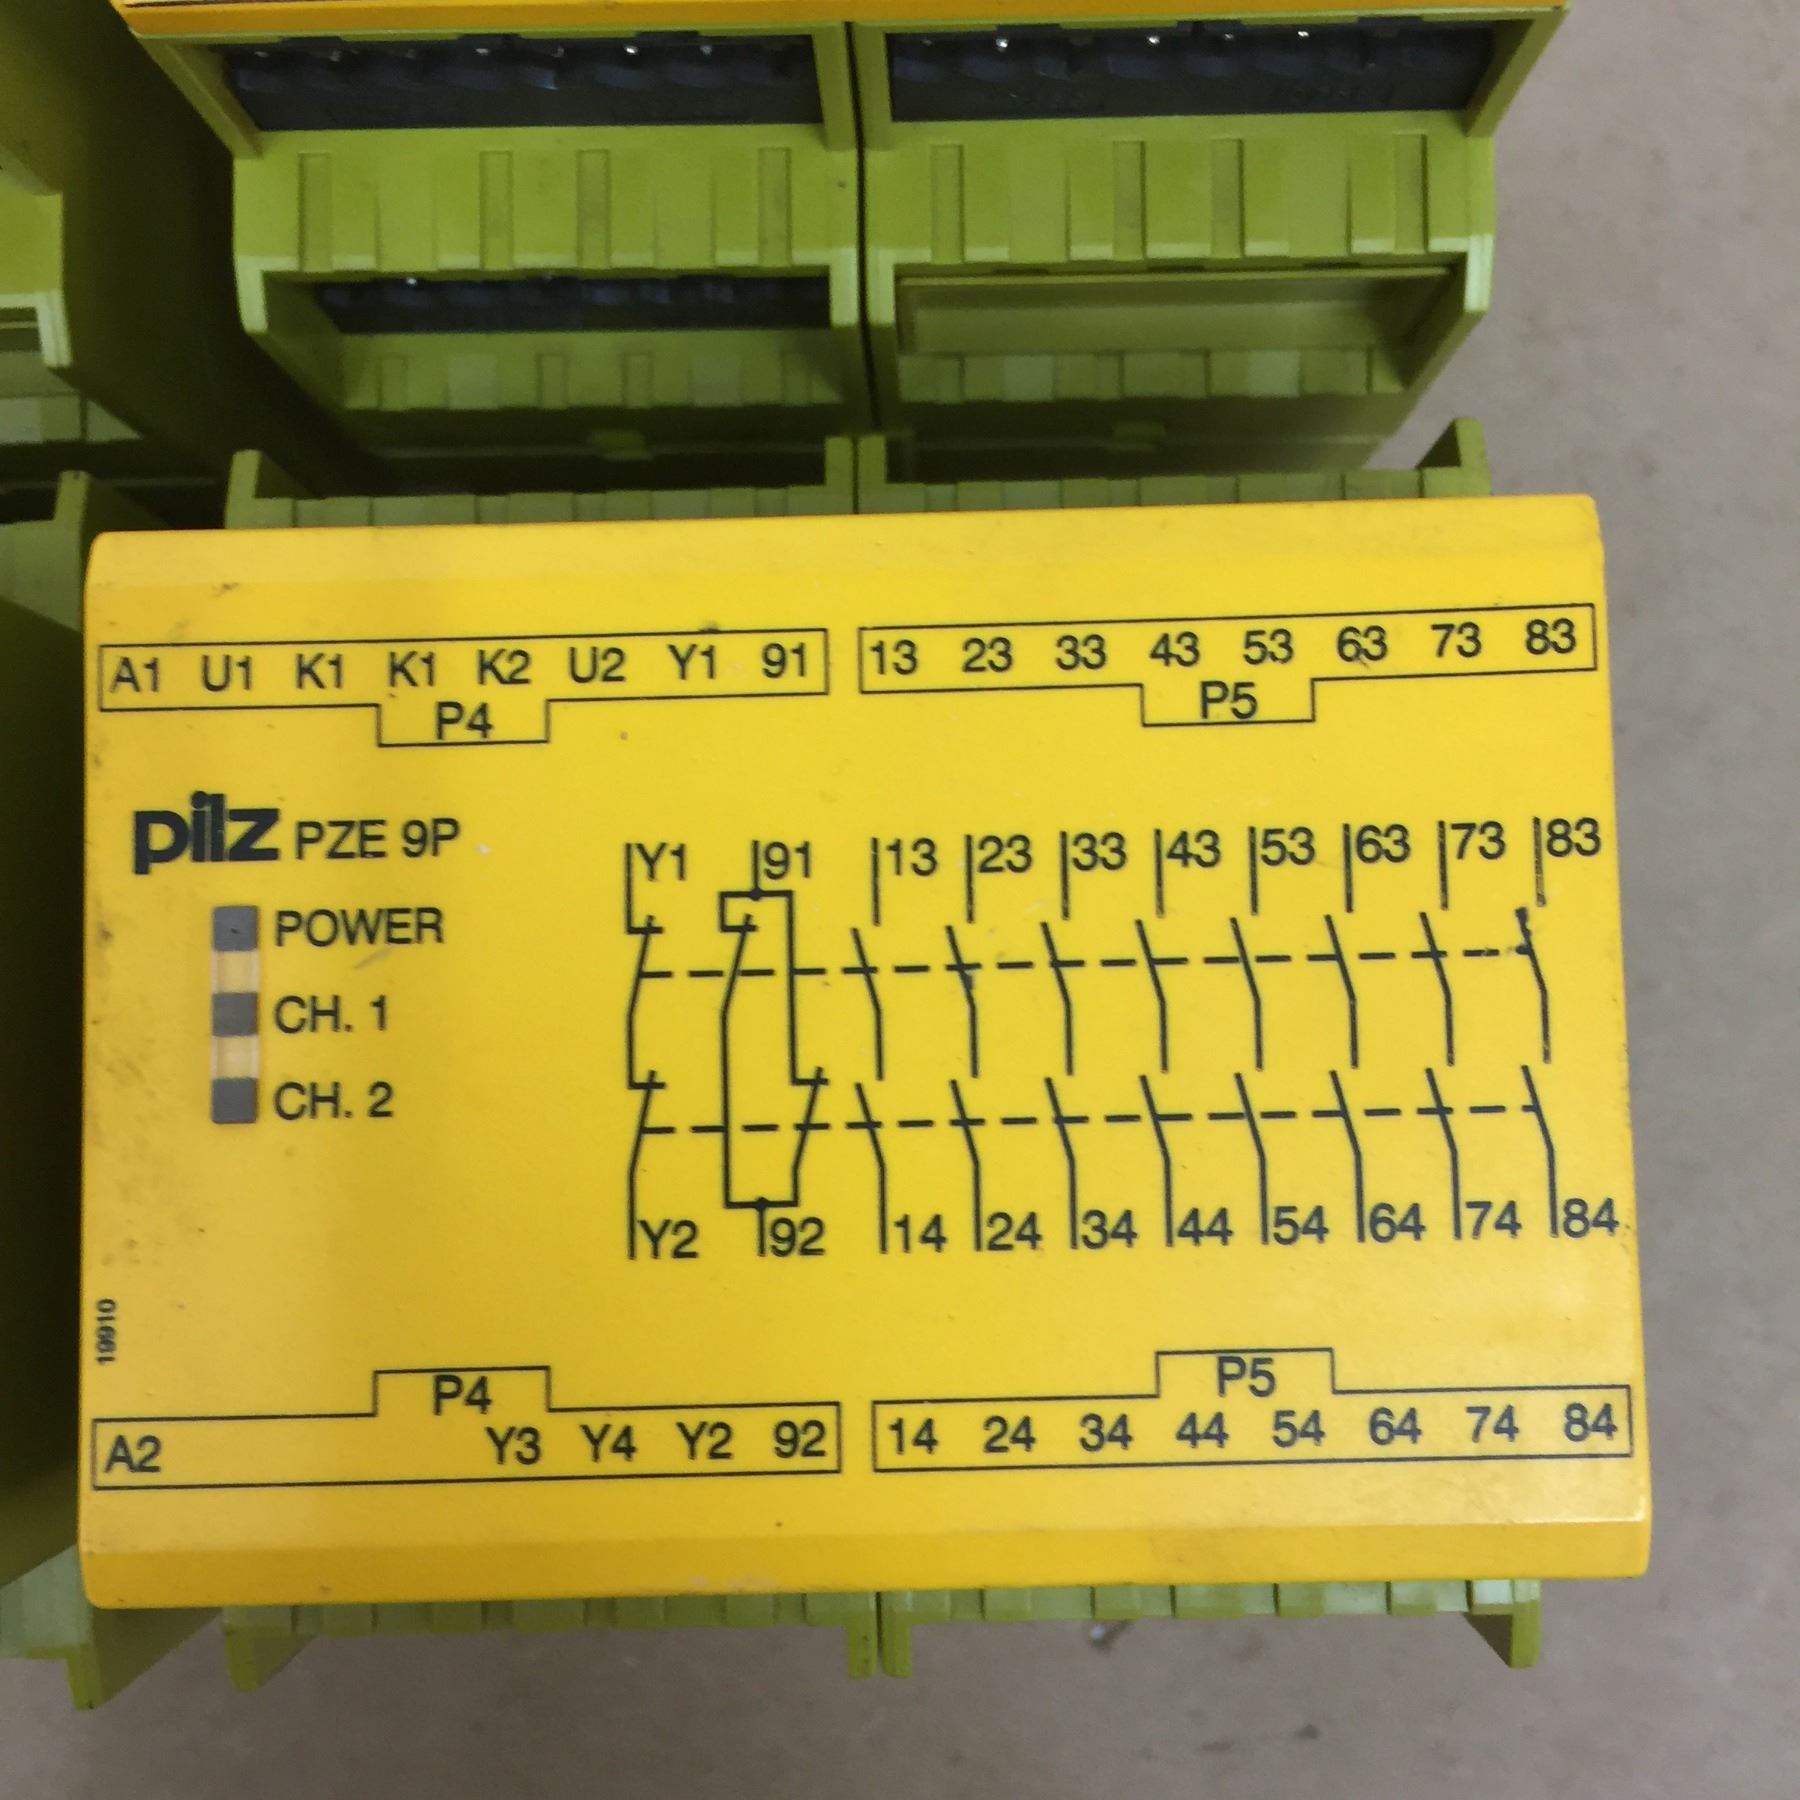 A1 U1 K1 K1 K2 U2 Y1 91
P4
13 23 33 43 53 63 73 83
P5
pilz PZE 9P
POWER
CH. 1
CH. 2
Y1 91 13 23 33 43 53 63 73 83
Y2 92 14 24 34 44 54 64 74 84
19910
P4
A2 Y3 Y4 Y2 92
P5
14 24 34 44 54 64 74 84